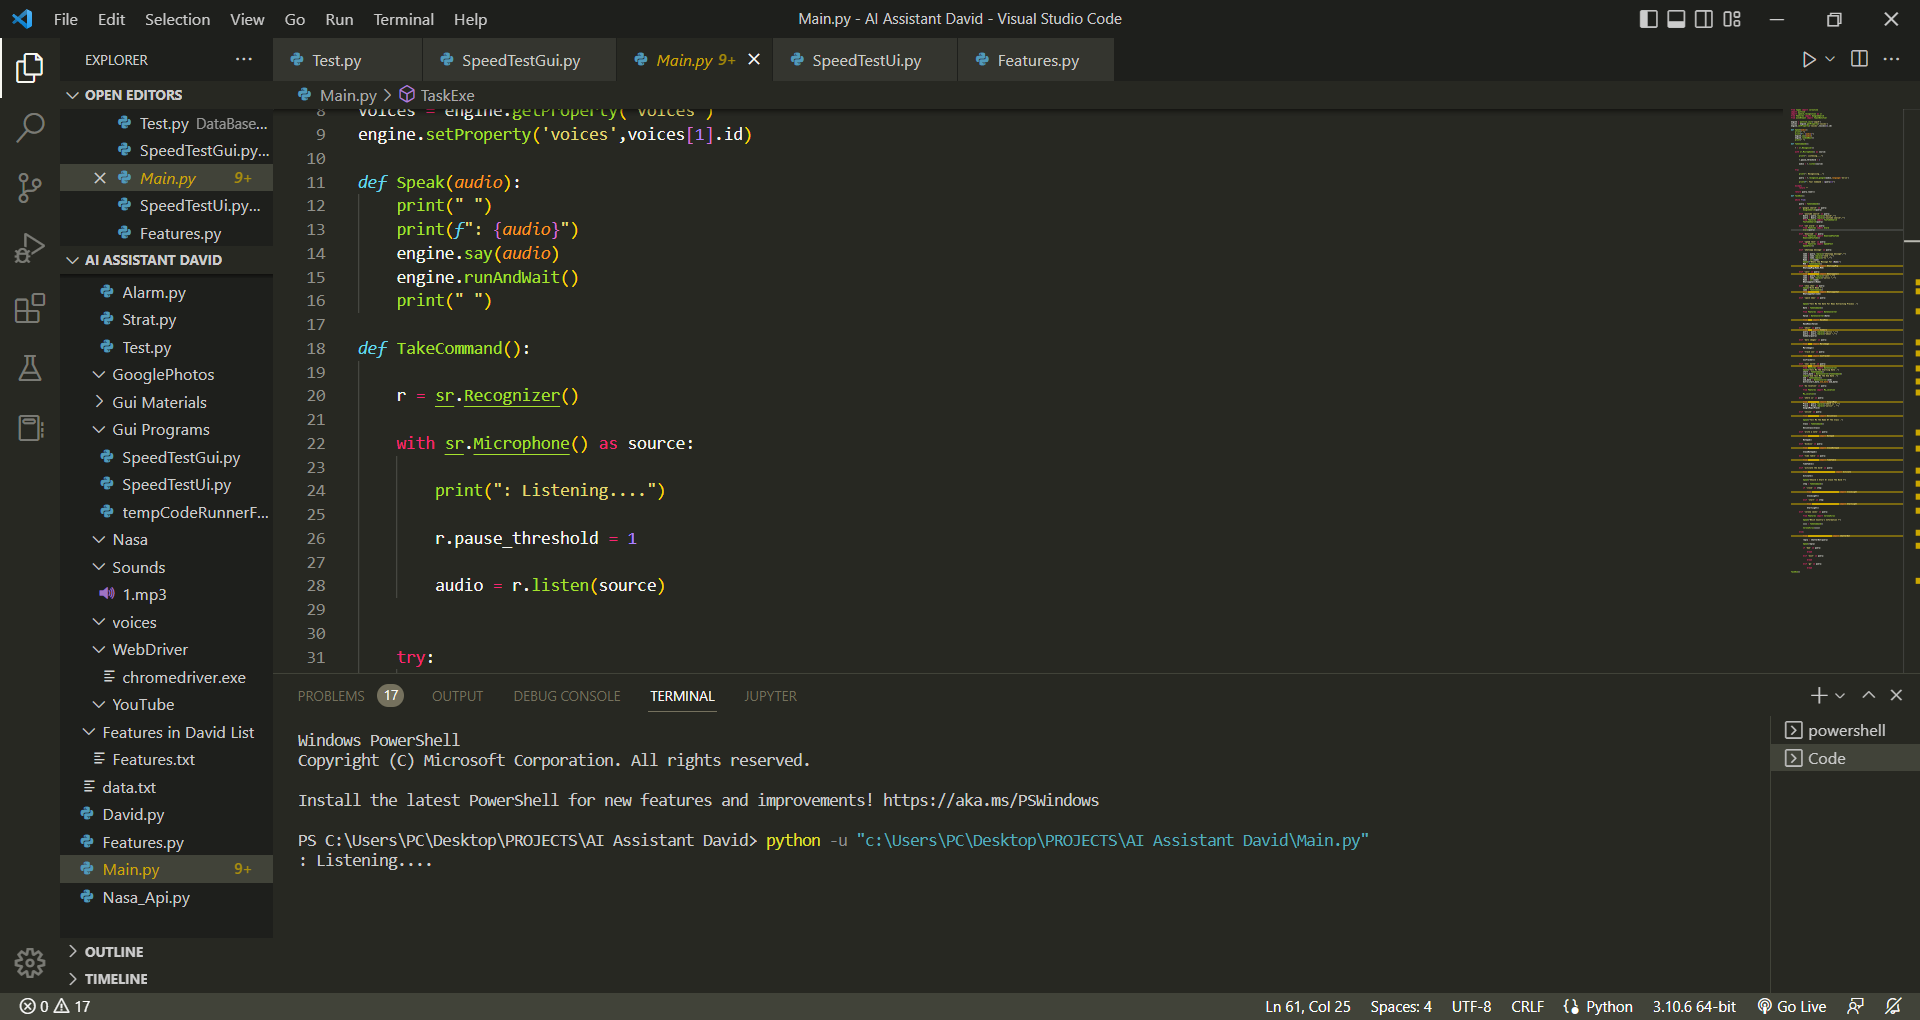 File Edit Selection View Go Run Terminal Help
Main.py - AI Assistant David - Visual Studio Code
EXPLORER
OPEN EDITORS
Test.py DataBase...
SpeedTestGui.py...
Main.py 9+
SpeedTestUi.py...
Features.py
AI ASSISTANT DAVID
Alarm.py
Strat.py
Test.py
GooglePhotos
Gui Materials
Gui Programs
SpeedTestGui.py
SpeedTestUi.py
tempCodeRunnerF...
Nasa
Sounds
1.mp3
voices
WebDriver
chromedriver.exe
YouTube
Features in David List
Features.txt
data.txt
David.py
Features.py
Main.py 9+
Nasa_Api.py
OUTLINE
TIMELINE
Test.py SpeedTestGui.py Main.py 9+ SpeedTestUi.py Features.py
Main.py > TaskExe
8 voices = engine.getProperty('voices')
9 engine.setProperty('voices',voices[1].id)
10
11 def Speak(audio):
12 print(" ")
13 print(f": {audio}")
14 engine.say(audio)
15 engine.runAndWait()
16 print(" ")
17
18 def TakeCommand():
19
20 r = sr.Recognizer()
21
22 with sr.Microphone() as source:
23
24 print(": Listening....")
25
26 r.pause_threshold = 1
27
28 audio = r.listen(source)
29
30
31 try:
PROBLEMS 17 OUTPUT DEBUG CONSOLE TERMINAL JUPYTER
Windows PowerShell
Copyright (C) Microsoft Corporation. All rights reserved.
Install the latest PowerShell for new features and improvements! https://aka.ms/PSWindows
PS C:\Users\PC\Desktop\PROJECTS\AI Assistant David> python -u "c:\Users\PC\Desktop\PROJECTS\AI Assistant David\Main.py"
: Listening....
powershell
Code
0 17
Ln 61, Col 25 Spaces: 4 UTF-8 CRLF Python 3.10.6 64-bit Go Live